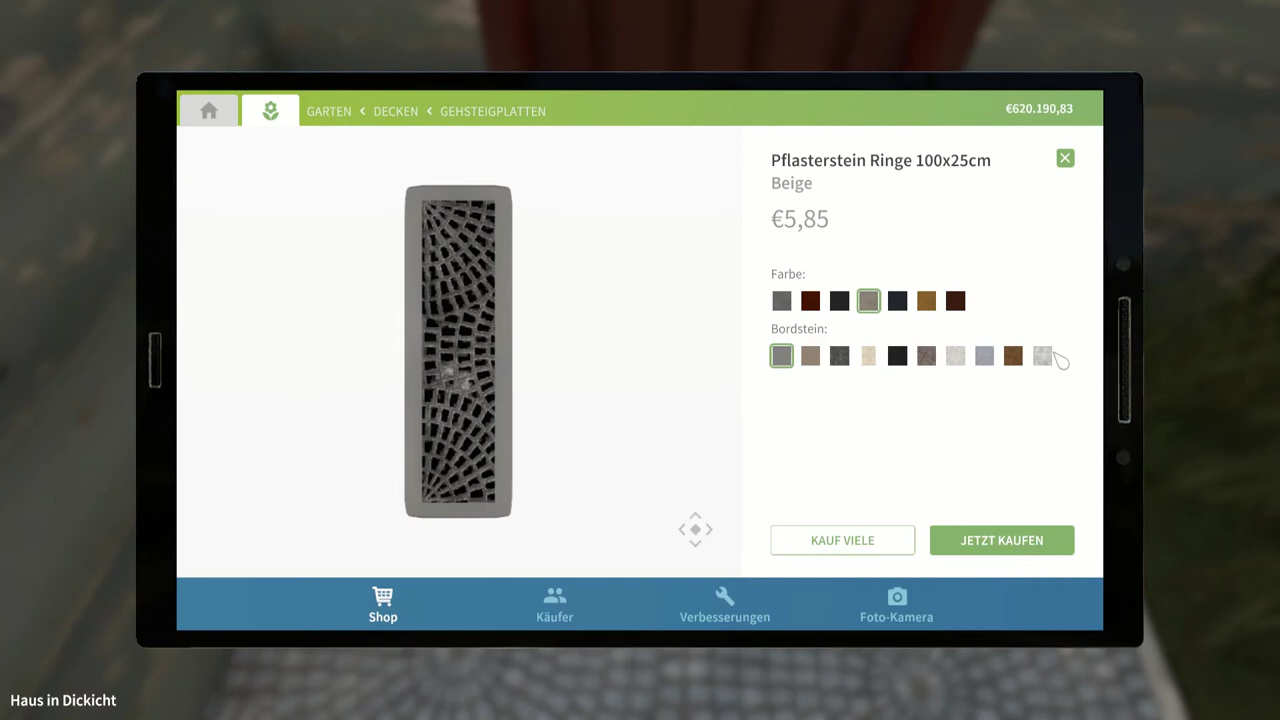 GARTEN < DECKEN < GEHSTEIGPLATTEN
€620.190,83
Pflasterstein Ringe 100x25cm
Beige
€5,85
Farbe:
Bordstein:
KAUF VIELE
JETZT KAUFEN
Shop
Käufer
Verbesserungen
Foto-Kamera
Haus in Dickicht